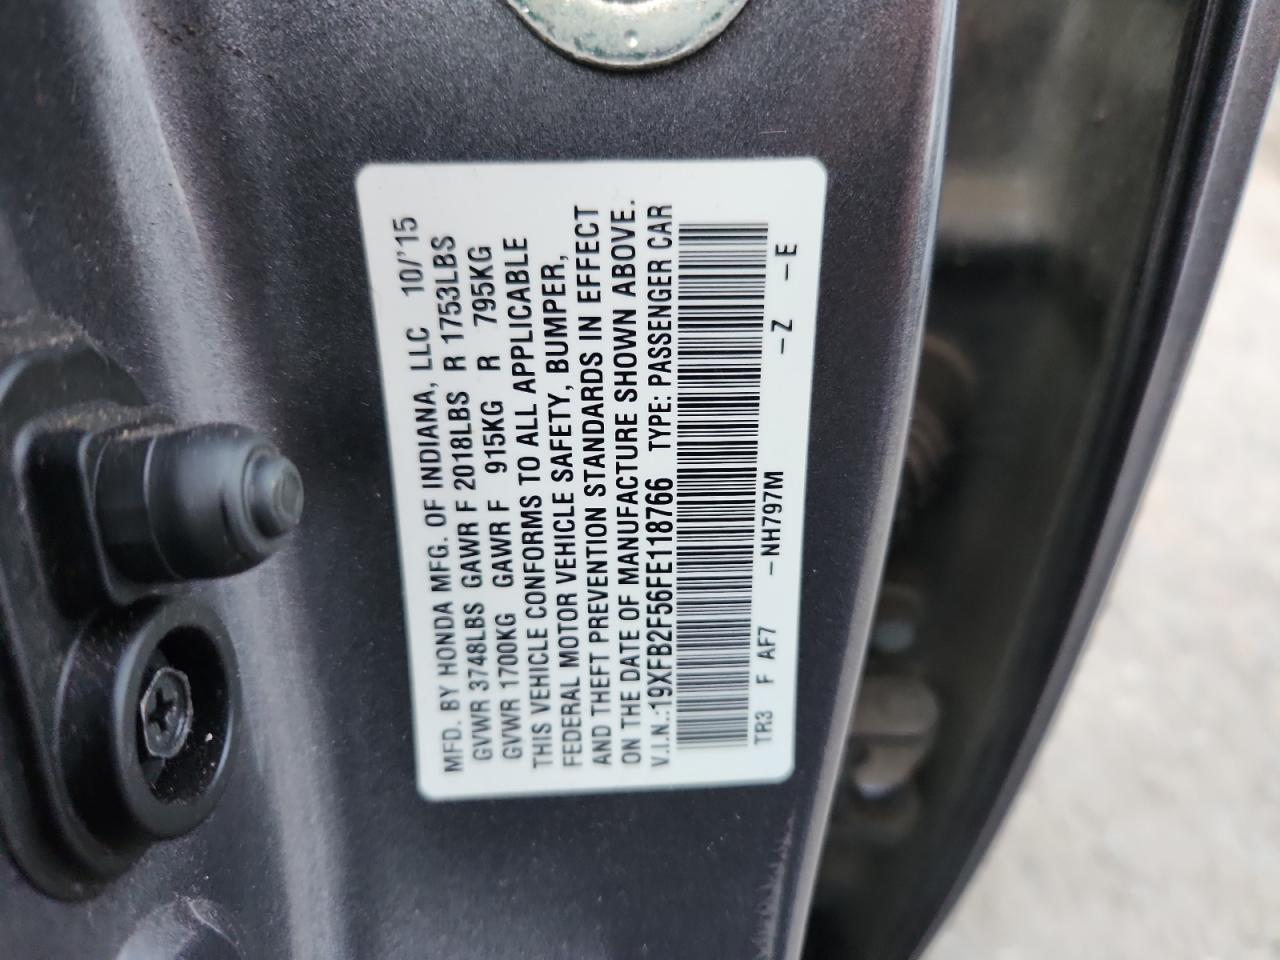 MFD. BY HONDA MFG. OF INDIANA, LLC 10/'15
GVWR 3748LBS GAWR F 2018LBS R 1753LBS
GVWR 1700KG GAWR F 915KG R 795KG
THIS VEHICLE CONFORMS TO ALL APPLICABLE
FEDERAL MOTOR VEHICLE SAFETY, BUMPER,
AND THEFT PREVENTION STANDARDS IN EFFECT
ON THE DATE OF MANUFACTURE SHOWN ABOVE.
V.I.N.:19XFB2F56FE118766 TYPE: PASSENGER CAR
TR3 F AF7 -NH797M -Z -E